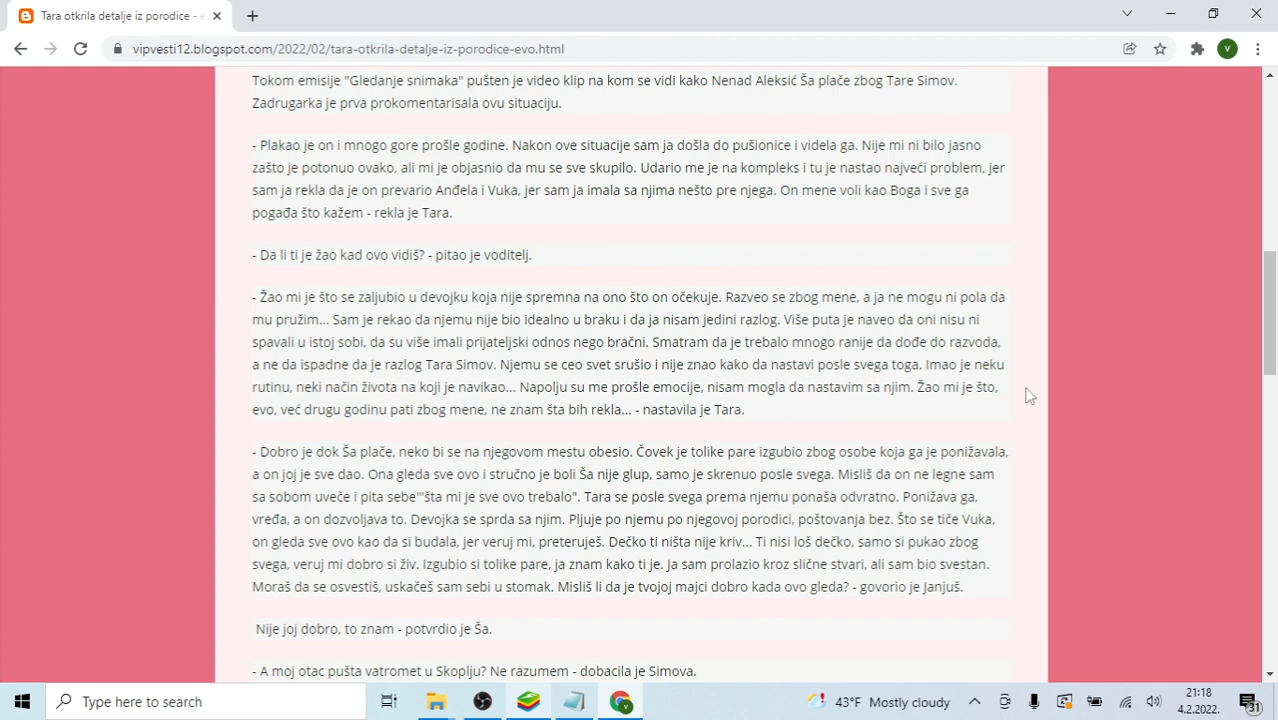 Tara otkrila detalje iz porodice - e
vipvesti12.blogspot.com/2022/02/tara-otkrila-detalje-iz-porodice-evo.html
V
Tokom emisije "Gledanje snimaka" pušten je video klip na kom se vidi kako Nenad Aleksić Ša plače zbog Tare Simov.
Zadrugarka je prva prokomentarisala ovu situaciju.
- Plakao je on i mnogo gore prošle godine. Nakon ove situacije sam ja došla do pušionice i videla ga. Nije mi ni bilo jasno
zašto je potonuo ovako, ali mi je objasnio da mu se sve skupilo. Udario me je na kompleks i tu je nastao najveći problem, jer
sam ja rekla da je on prevario Anđela i Vuka, jer sam ja imala sa njima nešto pre njega. On mene voli kao Boga i sve ga
pogađa što kažem - rekla je Tara.
- Da li ti je žao kad ovo vidiš? - pitao je voditelj.
- Žao mi je što se zaljubio u devojku koja nije spremna na ono što on očekuje. Razveo se zbog mene, a ja ne mogu ni pola da
mu pružim... Sam je rekao da njemu nije bio idealno u braku i da ja nisam jedini razlog. Više puta je naveo da oni nisu ni
spavali u istoj sobi, da su više imali prijateljski odnos nego bračni. Smatram da je trebalo mnogo ranije da dođe do razvoda,
a ne da ispadne da je razlog Tara Simov. Njemu se ceo svet srušio i nije znao kako da nastavi posle svega toga. Imao je neku
rutinu, neki način života na koji je navikao... Napolju su me prošle emocije, nisam mogla da nastavim sa njim. Žao mi je što,
evo, već drugu godinu pati zbog mene, ne znam šta bih rekla... - nastavila je Tara.
- Dobro je dok Ša plače, neko bi se na njegovom mestu obesio. Čovek je tolike pare izgubio zbog osobe koja ga je ponižavala,
a on joj je sve dao. Ona gleda sve ovo i stručno je boli Ša nije glup, samo je skrenuo posle svega. Misliš da on ne legne sam
sa sobom uveče i pita sebe"'šta mi je sve ovo trebalo". Tara se posle svega prema njemu ponaša odvratno. Ponižava ga,
vređa, a on dozvoljava to. Devojka se sprda sa njim. Pljuje po njemu po njegovoj porodici, poštovanja bez. Što se tiče Vuka,
on gleda sve ovo kao da si budala, jer veruj mi, preteruješ. Dečko ti ništa nije kriv... Ti nisi loš dečko, samo si pukao zbog
svega, veruj mi dobro si živ. Izgubio si tolike pare, ja znam kako ti je. Ja sam prolazio kroz slične stvari, ali sam bio svestan.
Moraš da se osvestiš, uskačeš sam sebi u stomak. Misliš li da je tvojoj majci dobro kada ovo gleda? - govorio je Janjuš.
Nije joj dobro, to znam - potvrdio je Ša.
- A moj otac pušta vatromet u Skoplju? Ne razumem - dobacila je Simova.
Type here to search
43°F Mostly cloudy
21:18
4.2.2022.
31